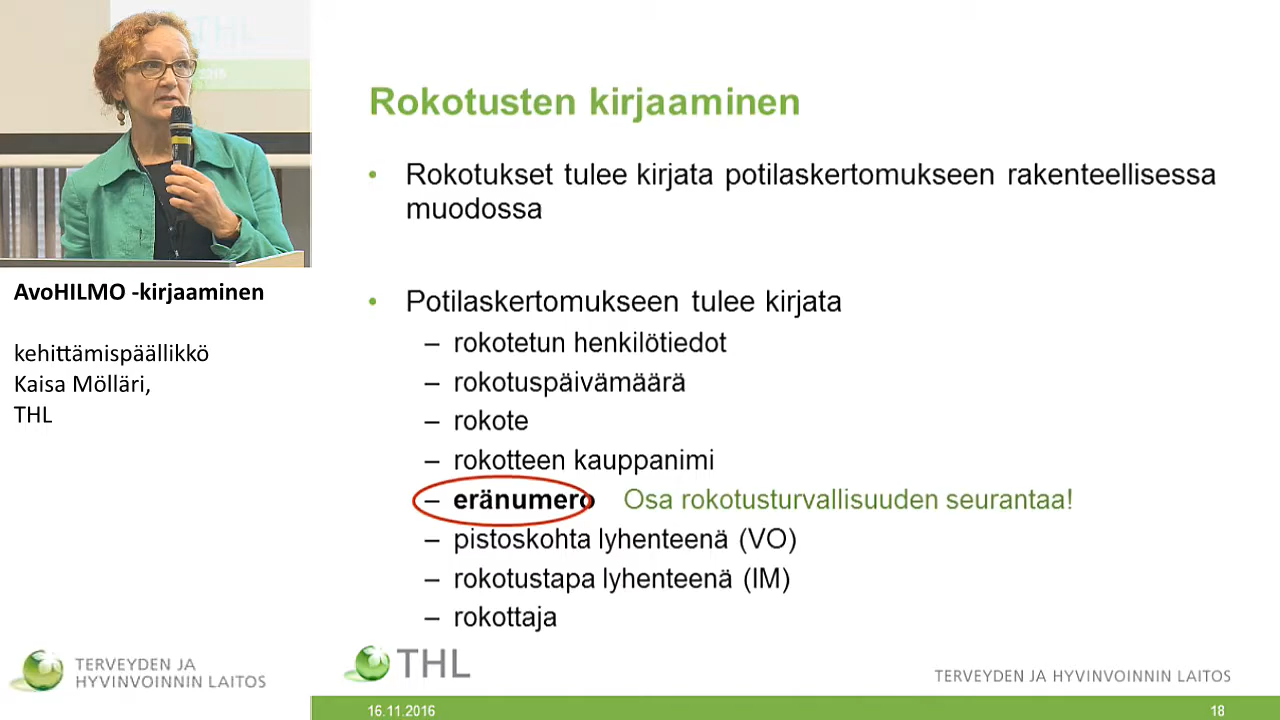 THL
2016
AvoHILMO -kirjaaminen
kehittämispäällikkö
Kaisa Mölläri,
THL
TERVEYDEN JA
HYVINVOINNIN LAITOS
Rokotusten kirjaaminen
• Rokotukset tulee kirjata potilaskertomukseen rakenteellisessa
muodossa
• Potilaskertomukseen tulee kirjata
– rokotetun henkilötiedot
– rokotuspäivämäärä
– rokote
– rokotteen kauppanimi
– eränumero Osa rokotusturvallisuuden seurantaa!
– pistoskohta lyhenteenä (VO)
– rokotustapa lyhenteenä (IM)
– rokottaja
THL
TERVEYDEN JA HYVINVOINNIN LAITOS
16.11.2016
18